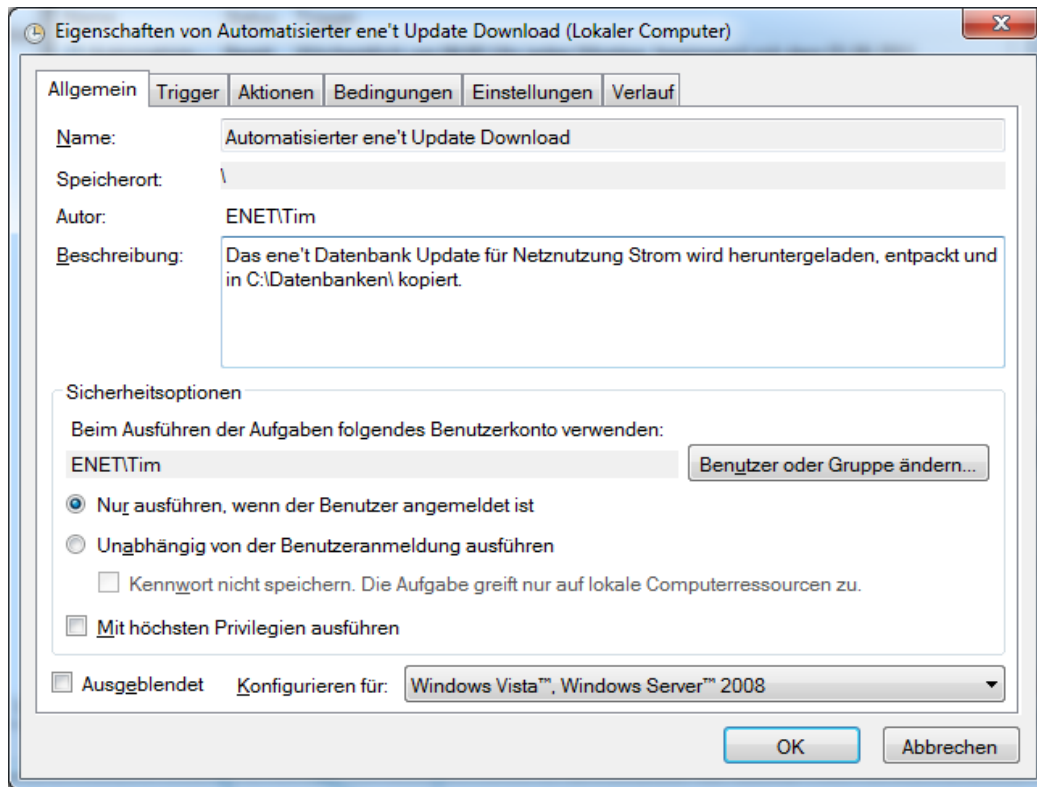 Eigenschaften von Automatisierter ene't Update Download (Lokaler Computer)
Allgemein Trigger Aktionen Bedingungen Einstellungen Verlauf
Name: Automatisierter ene't Update Download
Speicherort: \
Autor: ENET\Tim
Beschreibung: Das ene't Datenbank Update für Netznutzung Strom wird heruntergeladen, entpackt und
in C:\Datenbanken\ kopiert.
Sicherheitsoptionen
Beim Ausführen der Aufgaben folgendes Benutzerkonto verwenden:
ENET\Tim Benutzer oder Gruppe ändern...
Nur ausführen, wenn der Benutzer angemeldet ist
Unabhängig von der Benutzeranmeldung ausführen
Kennwort nicht speichern. Die Aufgabe greift nur auf lokale Computerressourcen zu.
Mit höchsten Privilegien ausführen
Ausgeblendet Konfigurieren für: Windows Vista™, Windows Server™ 2008
OK Abbrechen